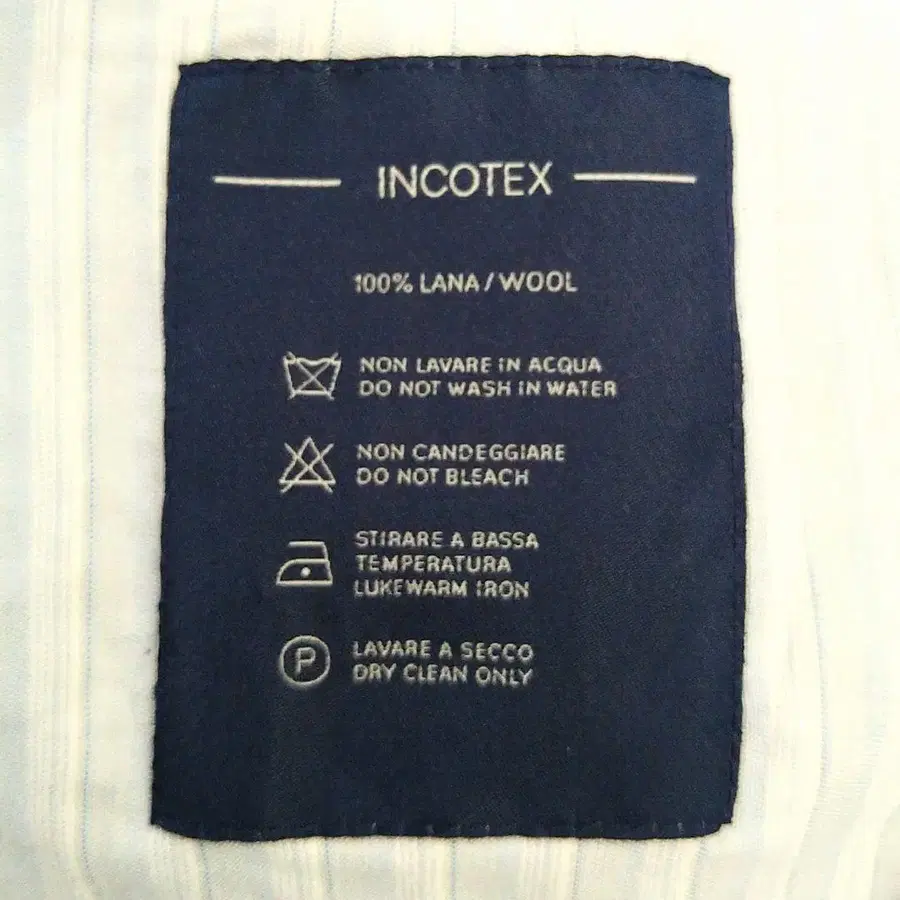 INCOTEX
100% LANA/WOOL
NON LAVARE IN ACQUA
DO NOT WASH IN WATER
NON CANDEGGIARE
DO NOT BLEACH
STIRARE A BASSA
TEMPERATURA
LUKEWARM IRON
P
LAVARE A SECCO
DRY CLEAN ONLY